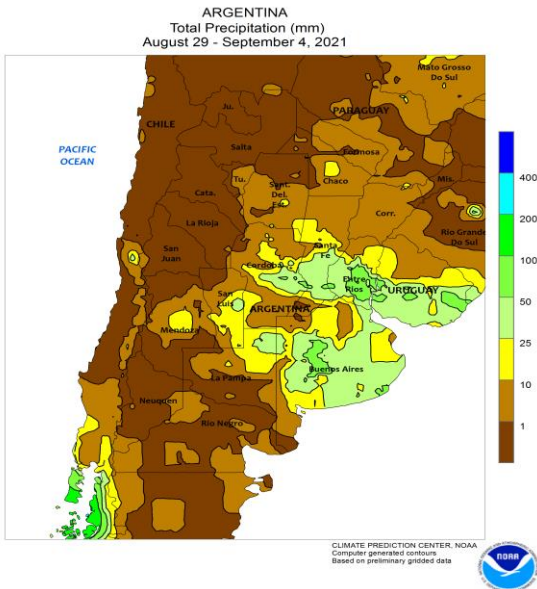 ARGENTINA
Total Precipitation (mm)
August 29 - September 4, 2021
Mato Grosso
Do Sul
Ju.
PARAGUAY
CHILE
PACIFIC
OCEAN
Salta
Formosa
Tu.
Sant.
Del.
Est.
Chaco
Mis.
Cata.
Corr.
La Rioja
Rio Grande
Do Sul
San
Juan
Santa
Fe
Cordoba
Entre
Rios
URUGUAY
San
Luis
ARGENTINA
Mendoza
Buenos Aires
La Pampa
Neuquen
Rio Negro
400
200
100
50
25
10
1
CLIMATE PREDICTION CENTER, NOAA
Computer generated contours
Based on preliminary gridded data
NOAA